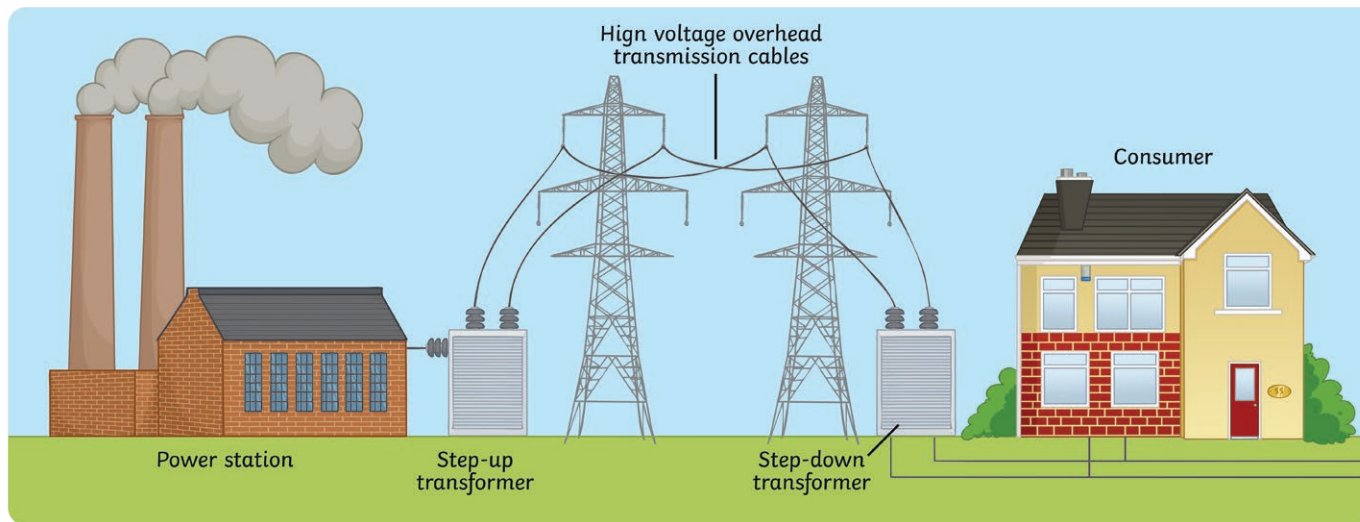 Hign voltage overhead
transmission cables
Consumer
Power station
Step-up
transformer
Step-down
transformer